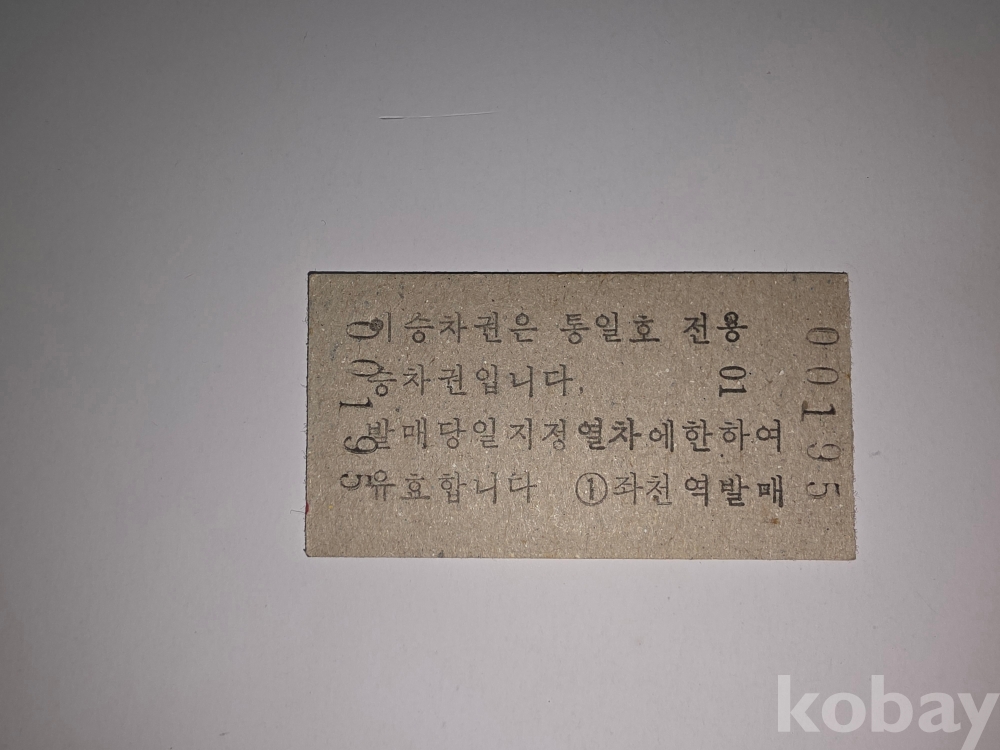 이승차권은 통일호 전용
승차권입니다.
01
발매당일지정열차에한하여
유효합니다 ①좌천역발매
00195
00195
kobay